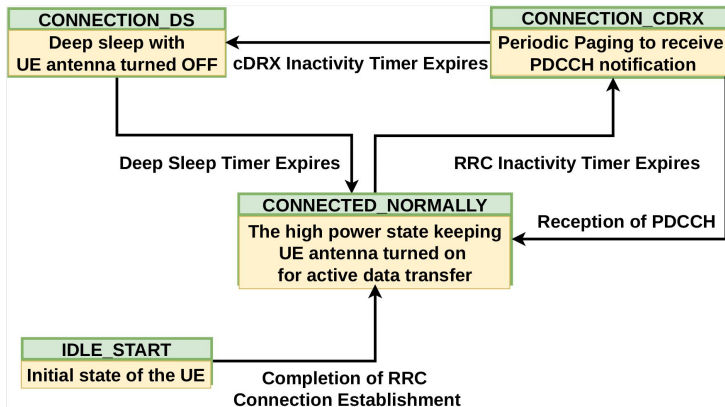 CONNECTION_DS
Deep sleep with
UE antenna turned OFF
CONNECTION_CDRX
Periodic Paging to receive
PDCCH notification
cDRX Inactivity Timer Expires
Deep Sleep Timer Expires
RRC Inactivity Timer Expires
CONNECTED_NORMALLY
The high power state keeping
UE antenna turned on
for active data transfer
Reception of PDCCH
IDLE_START
Initial state of the UE
Completion of RRC
Connection Establishment